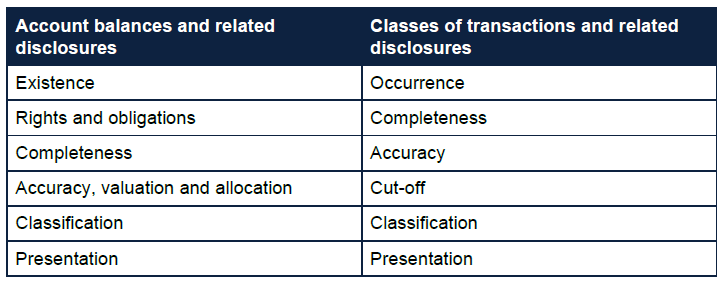 Account balances and related
disclosures
Classes of transactions and related
disclosures
Existence
Occurrence
Rights and obligations
Completeness
Completeness
Accuracy
Accuracy, valuation and allocation
Cut-off
Classification
Classification
Presentation
Presentation